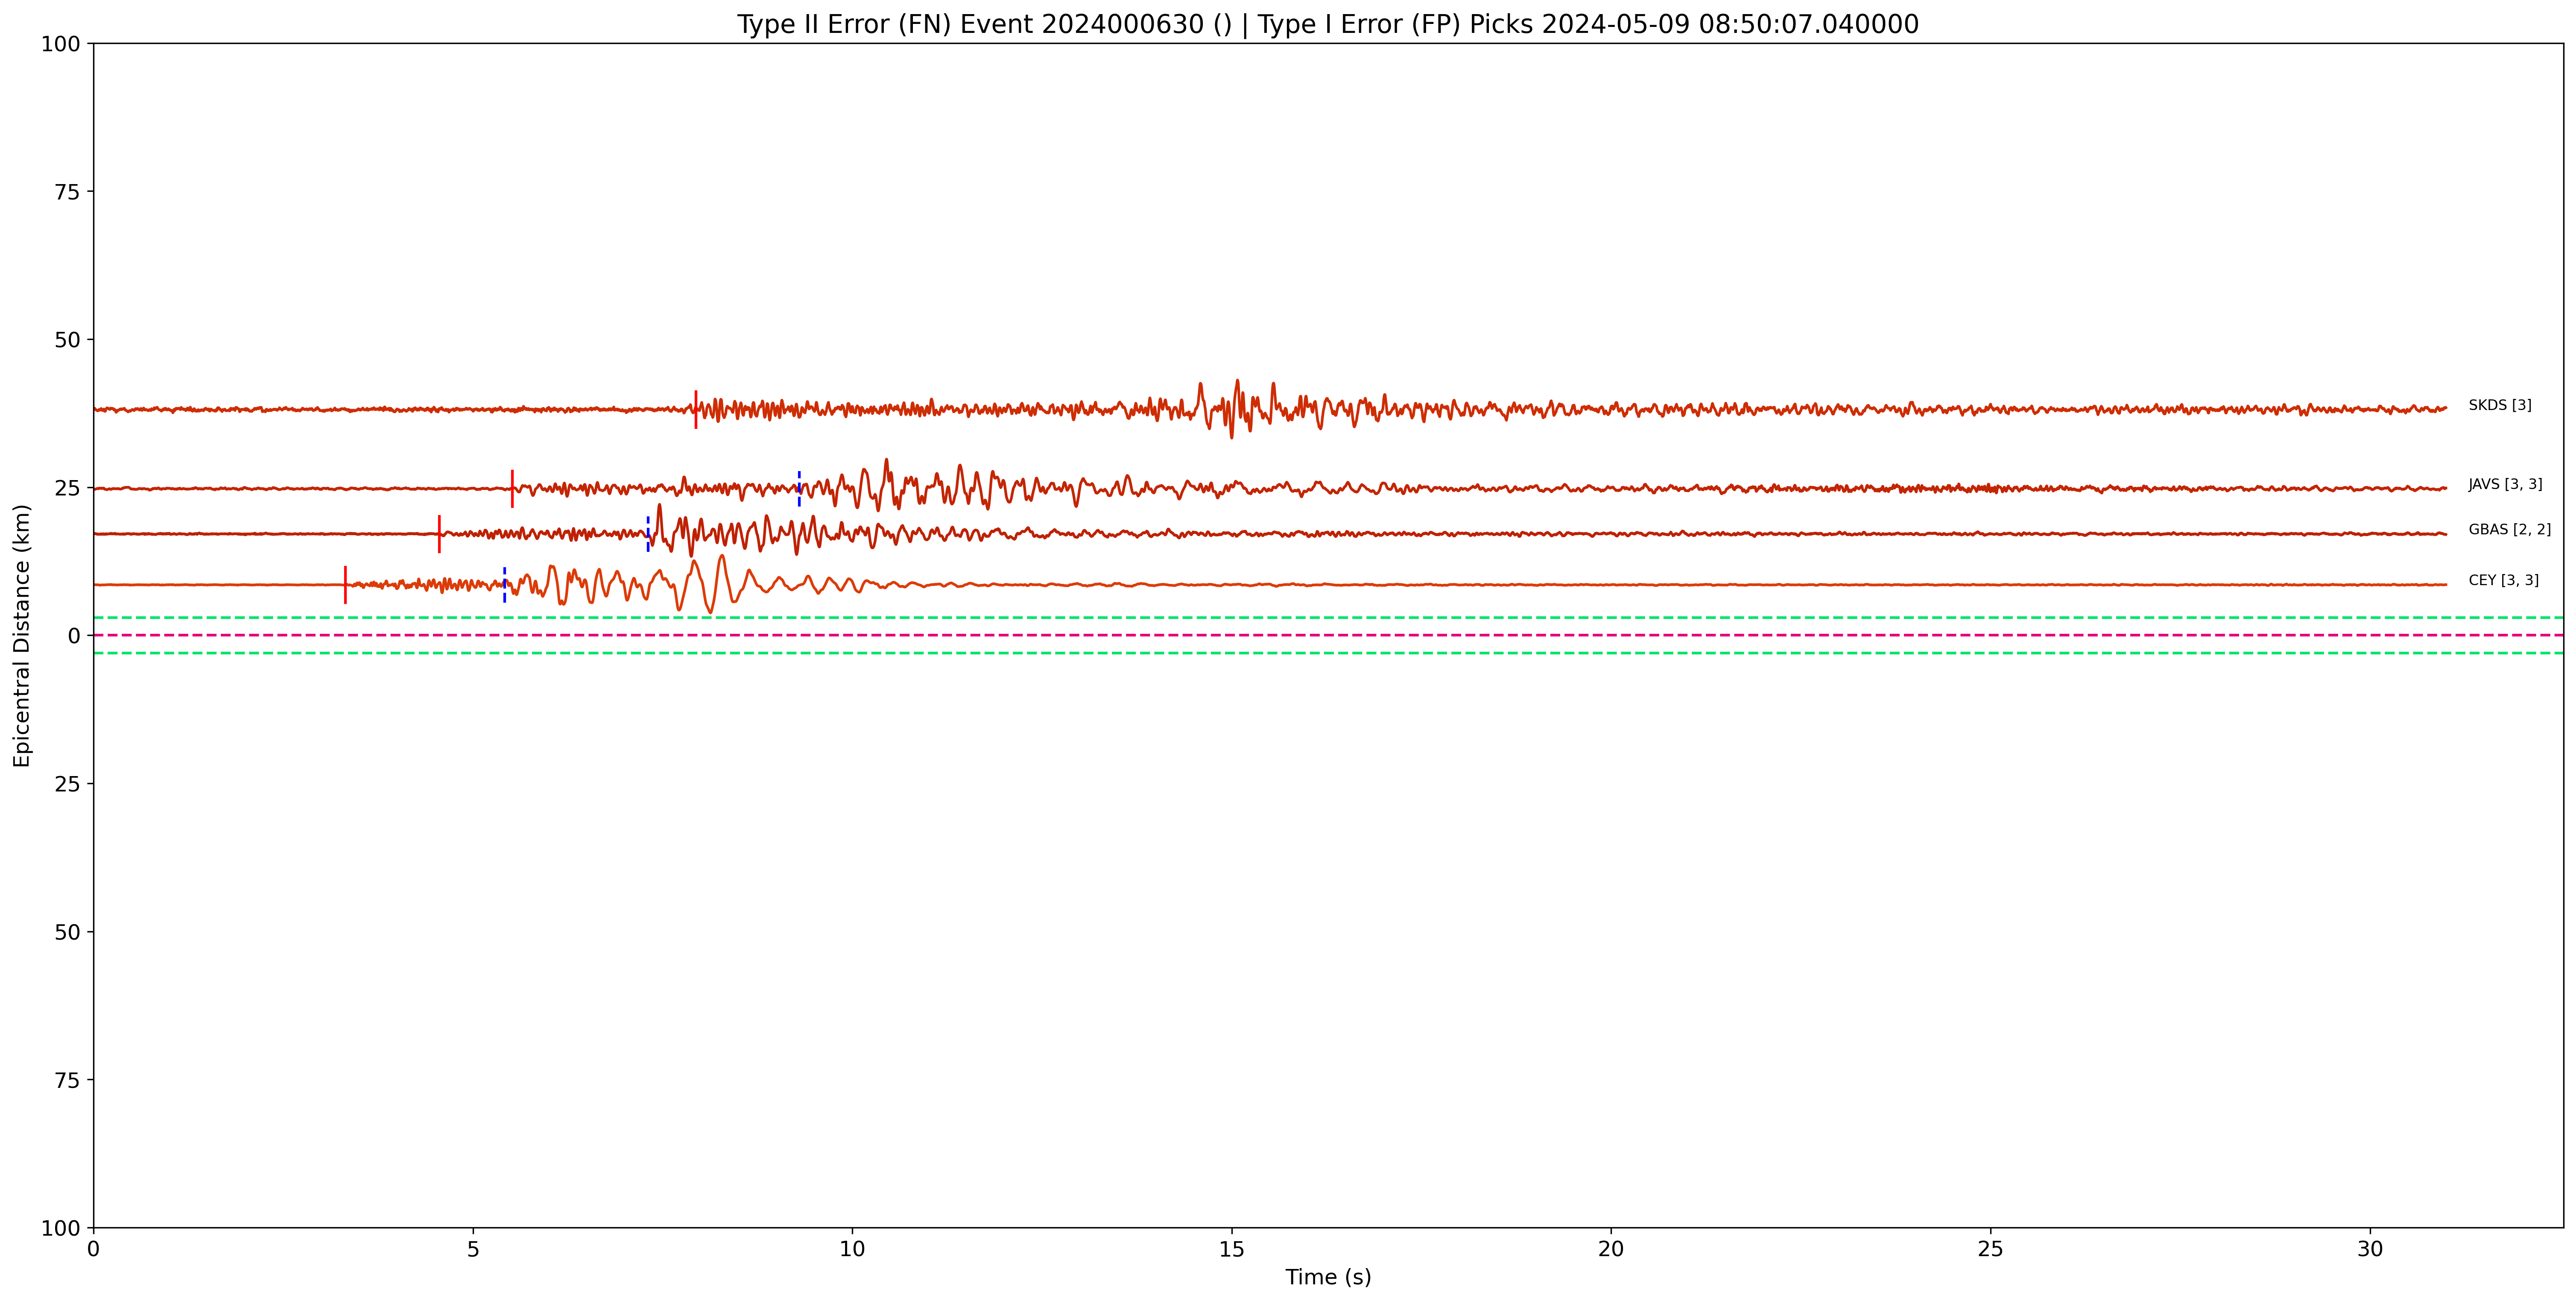 Type II Error (FN) Event 2024000630 () | Type I Error (FP) Picks 2024-05-09 08:50:07.040000
100
75
50
25
0
25
50
75
100
Epicentral Distance (km)
SKDS [3]
JAVS [3, 3]
GBAS [2, 2]
CEY [3, 3]
0 5 10 15 20 25 30
Time (s)